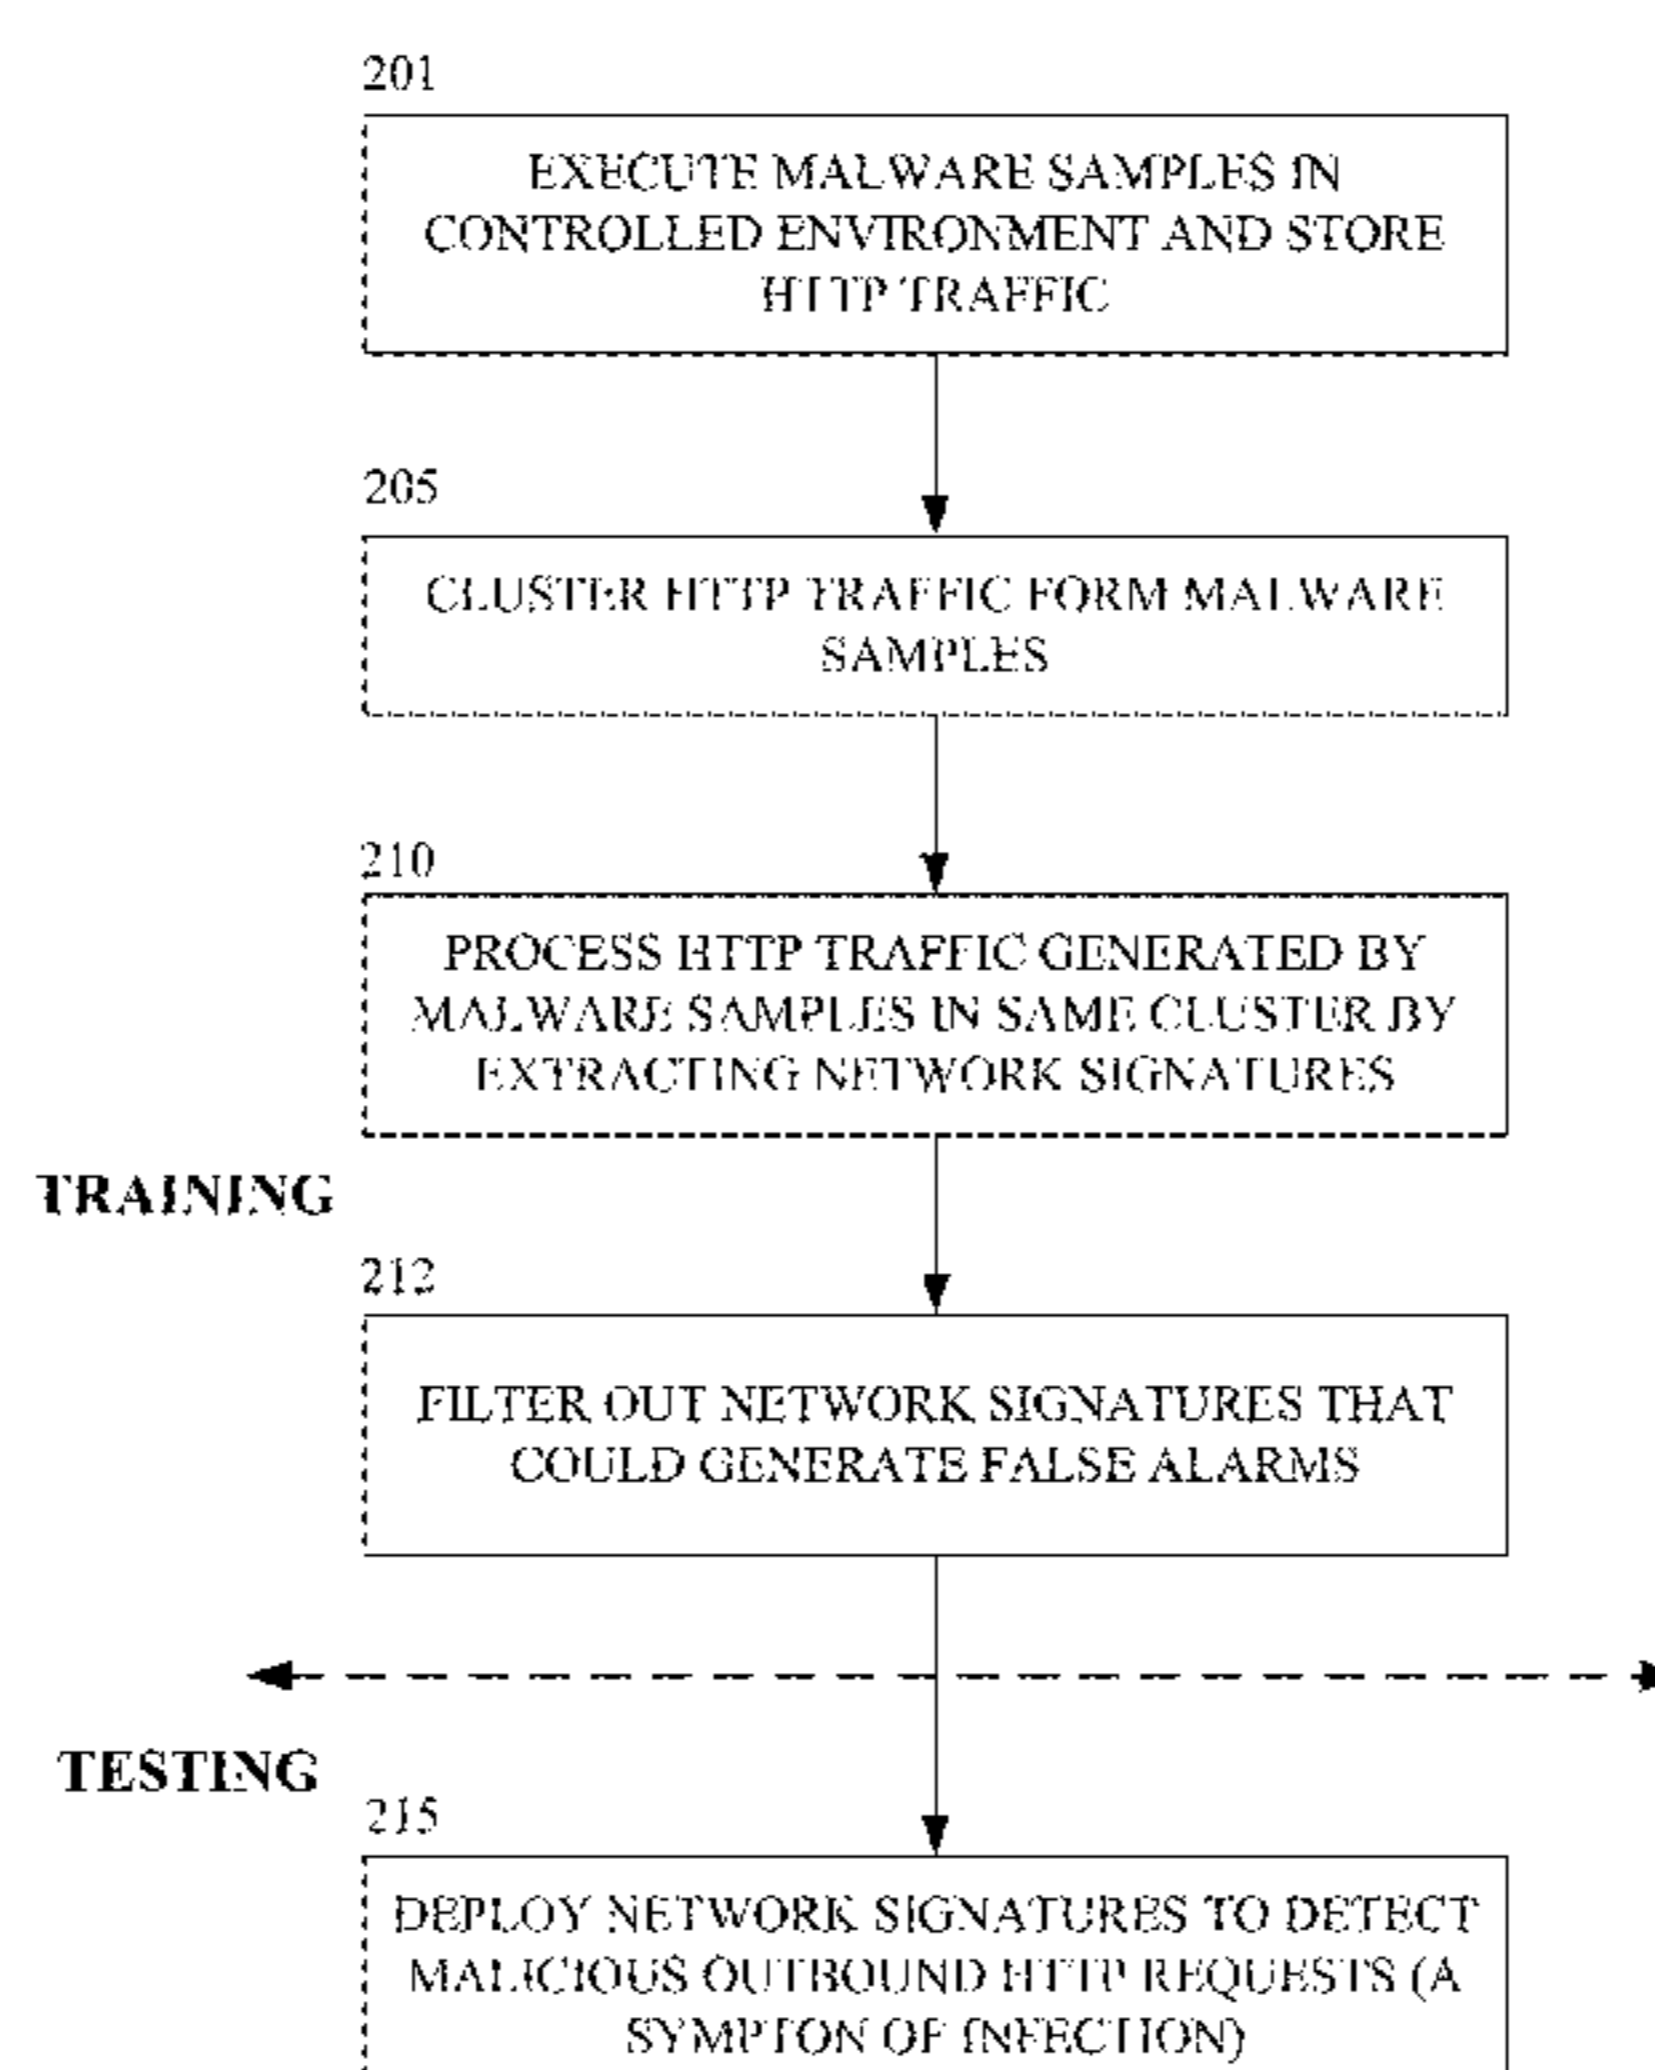 201
EXECUTE MALWARE SAMPLES IN
CONTROLLED ENVIRONMENT AND STORE
HTTP TRAFFIC
205
CLUSTER HTTP TRAFFIC FORM MALWARE
SAMPLES
210
PROCESS HTTP TRAFFIC GENERATED BY
MALWARE SAMPLES IN SAME CLUSTER BY
EXTRACTING NETWORK SIGNATURES
TRAINING
212
FILTER OUT NETWORK SIGNATURES THAT
COULD GENERATE FALSE ALARMS
TESTING
215
DEPLOY NETWORK SIGNATURES TO DETECT
MALICIOUS OUTBOUND HTTP REQUESTS (A
SYMPTON OF INFECTION)